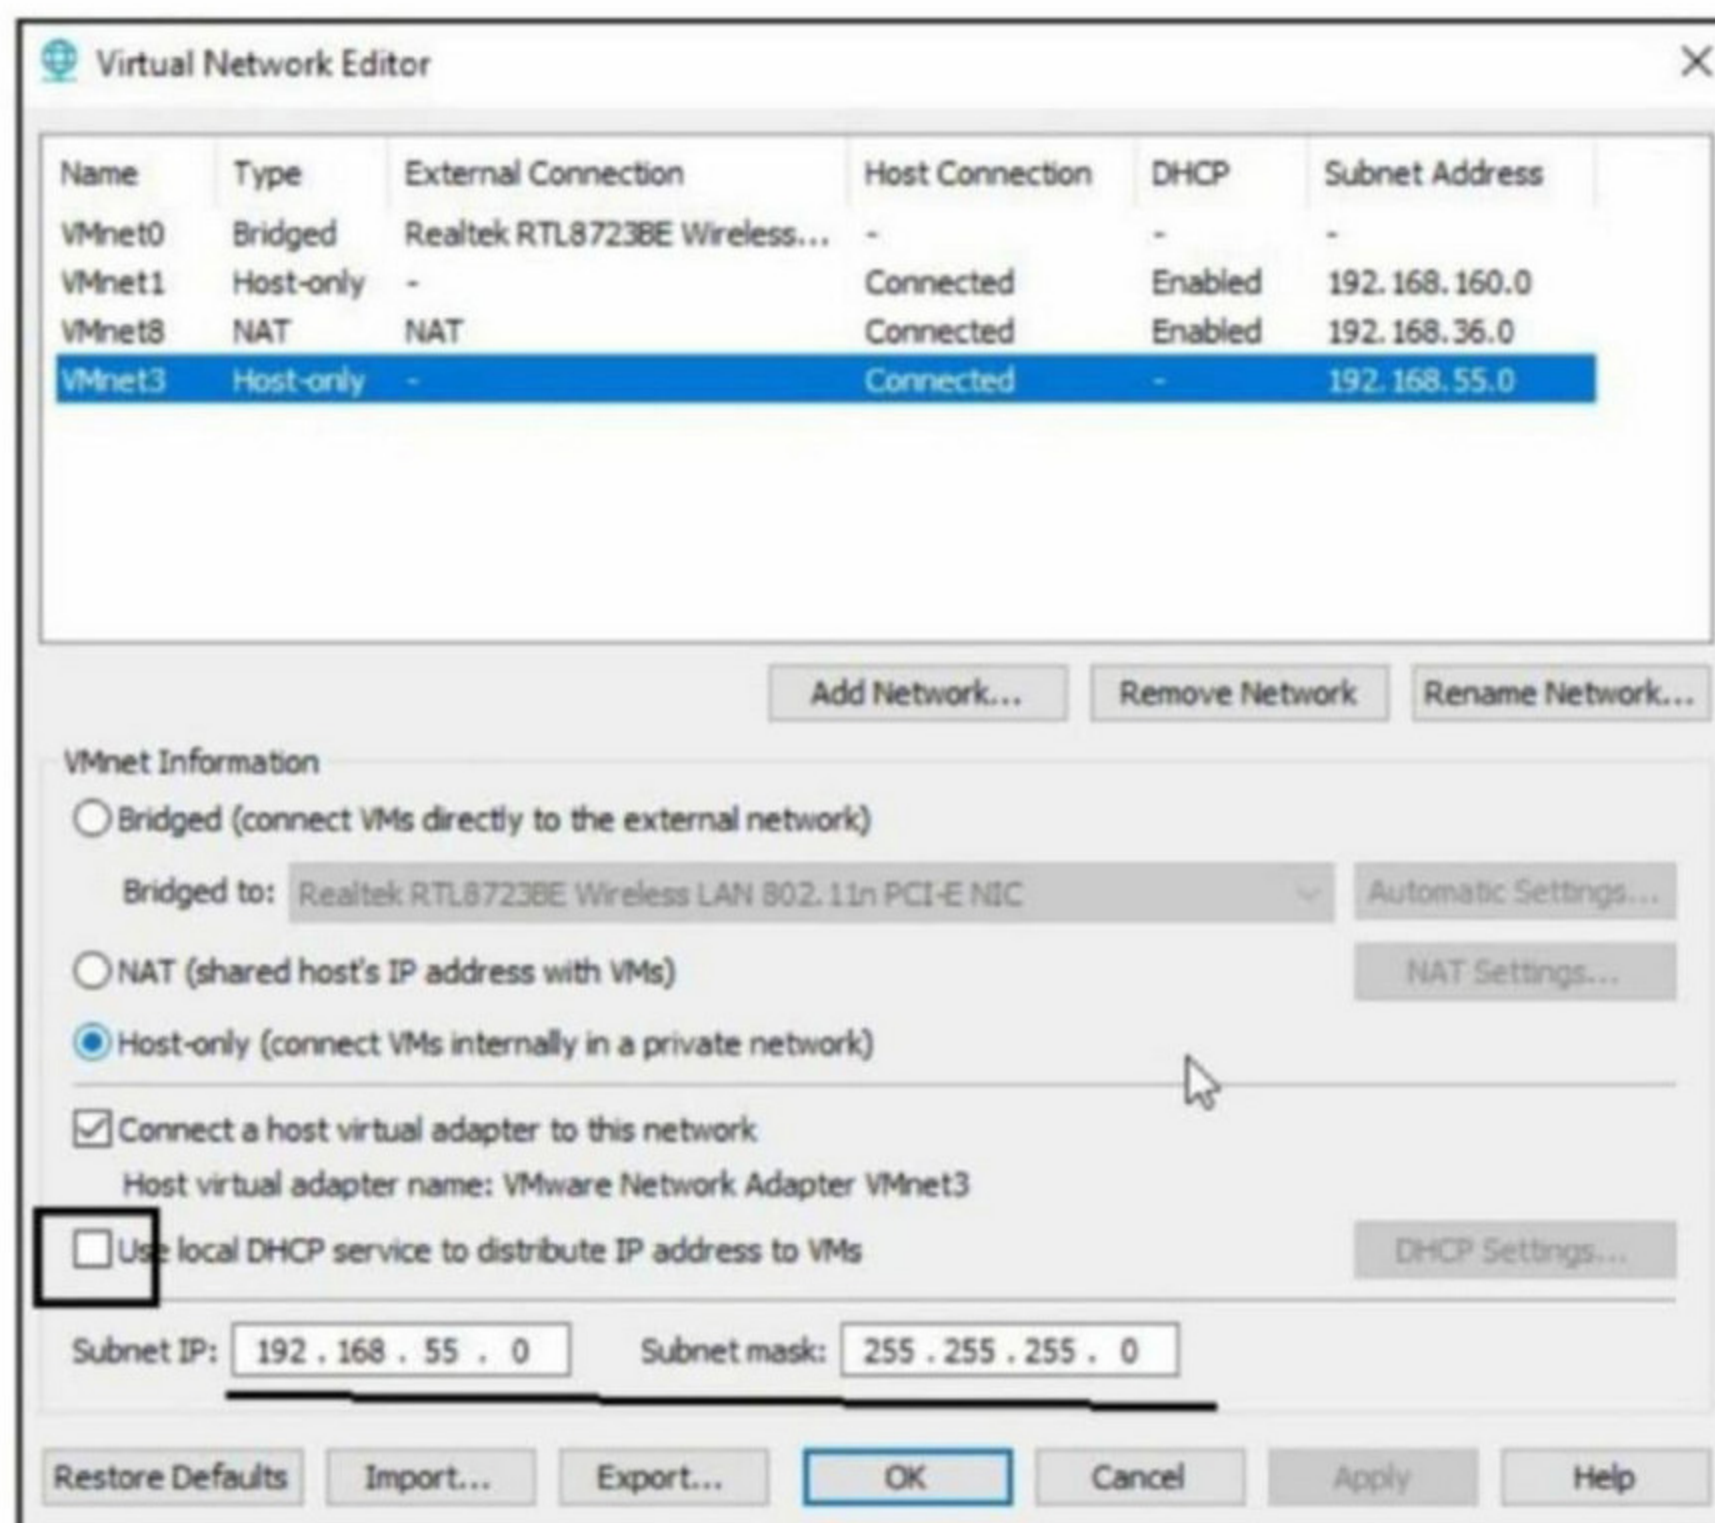 Virtual Network Editor
Name Type External Connection Host Connection DHCP Subnet Address
VMnet0 Bridged Realtek RTL8723BE Wireless... - - -
VMnet1 Host-only - Connected Enabled 192.168.160.0
VMnet8 NAT NAT Connected Enabled 192.168.36.0
VMnet3 Host-only - Connected - 192.168.55.0
Add Network... Remove Network Rename Network...
VMnet Information
Bridged (connect VMs directly to the external network)
Bridged to: Realtek RTL8723BE Wireless LAN 802.11n PCI-E NIC Automatic Settings...
NAT (shared host's IP address with VMs) NAT Settings...
Host-only (connect VMs internally in a private network)
Connect a host virtual adapter to this network
Host virtual adapter name: VMware Network Adapter VMnet3
Use local DHCP service to distribute IP address to VMs DHCP Settings...
Subnet IP: 192 . 168 . 55 . 0 Subnet mask: 255 . 255 . 255 . 0
Restore Defaults Import... Export... OK Cancel Apply Help